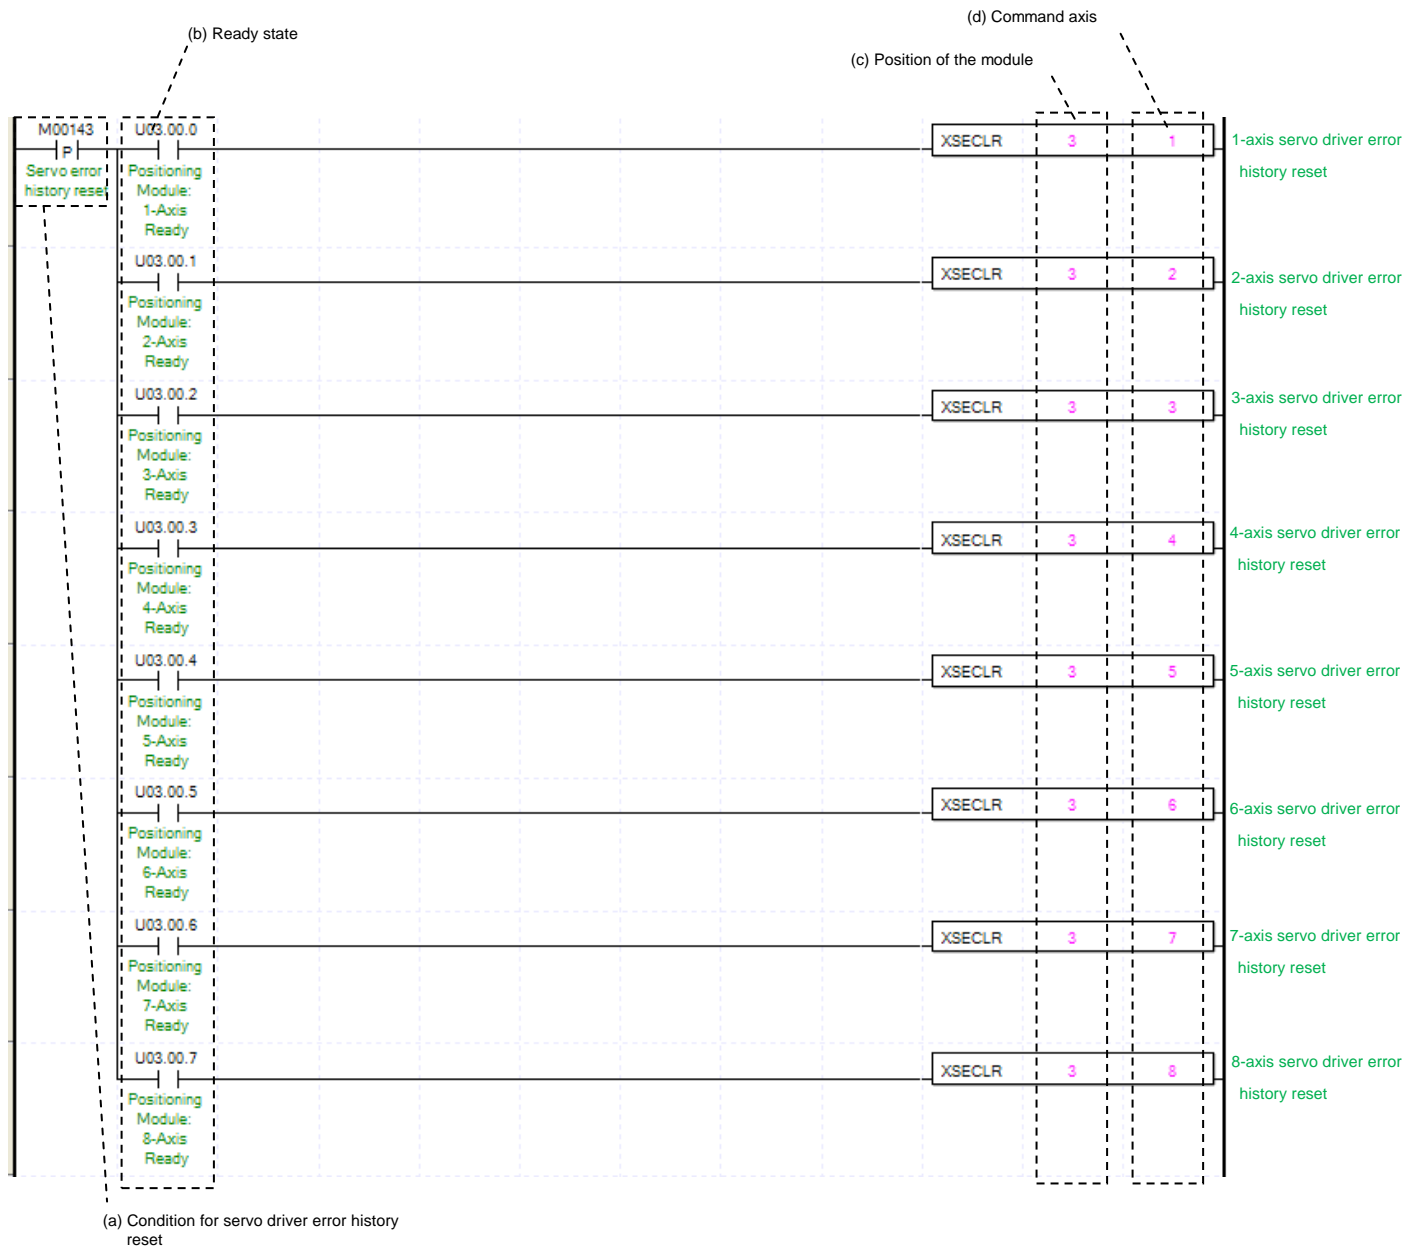 (d) Command axis
(b) Ready state
(c) Position of the module
M00143
U03.00.0
P
XSECLR 3 1
1-axis servo driver error
history reset
Servo error
history reset
Positioning
Module:
1-Axis
Ready
U03.00.1
XSECLR 3 2
2-axis servo driver error
history reset
Positioning
Module:
2-Axis
Ready
U03.00.2
XSECLR 3 3
3-axis servo driver error
history reset
Positioning
Module:
3-Axis
Ready
U03.00.3
XSECLR 3 4
4-axis servo driver error
history reset
Positioning
Module:
4-Axis
Ready
U03.00.4
XSECLR 3 5
5-axis servo driver error
history reset
Positioning
Module:
5-Axis
Ready
U03.00.5
XSECLR 3 6
6-axis servo driver error
history reset
Positioning
Module:
6-Axis
Ready
U03.00.6
XSECLR 3 7
7-axis servo driver error
history reset
Positioning
Module:
7-Axis
Ready
U03.00.7
XSECLR 3 8
8-axis servo driver error
history reset
Positioning
Module:
8-Axis
Ready
(a) Condition for servo driver error history
reset